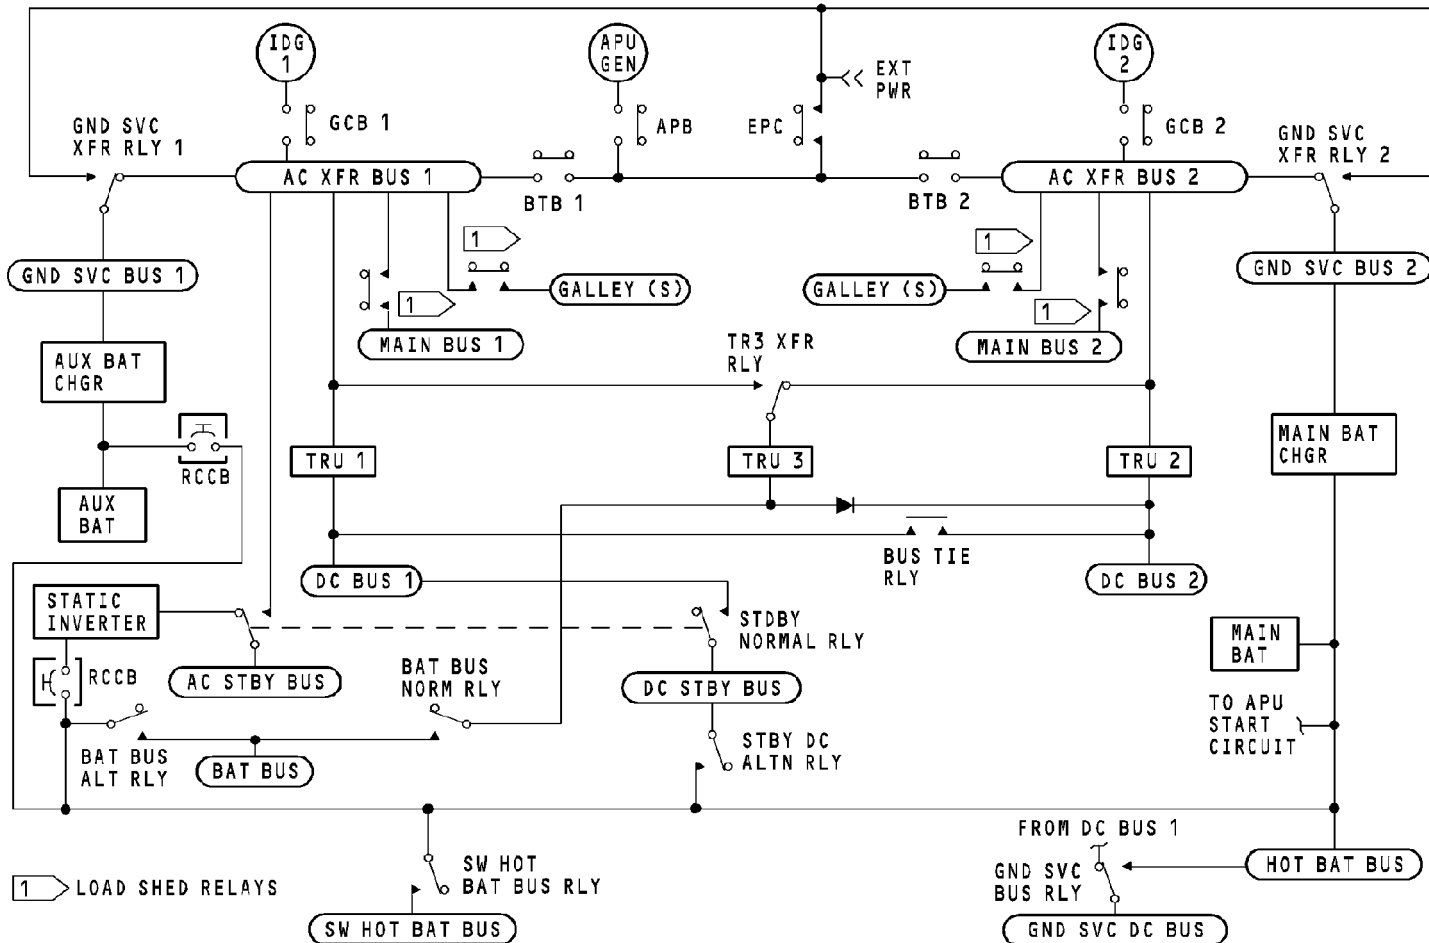 IDG
1
APU
GEN
IDG
2
EXT
PWR
GND SVC
XFR RLY 1
GCB 1
APB
EPC
GCB 2
GND SVC
XFR RLY 2
AC XFR BUS 1
BTB 1
BTB 2
AC XFR BUS 2
1
1
GND SVC BUS 1
GALLEY (S)
GALLEY (S)
GND SVC BUS 2
1
1
MAIN BUS 1
TR3 XFR
RLY
MAIN BUS 2
AUX BAT
CHGR
RCCB
TRU 1
TRU 3
TRU 2
MAIN BAT
CHGR
AUX
BAT
BUS TIE
RLY
DC BUS 1
DC BUS 2
STATIC
INVERTER
STDBY
NORMAL RLY
MAIN
BAT
RCCB
AC STBY BUS
BAT BUS
NORM RLY
DC STBY BUS
TO APU
START
CIRCUIT
BAT BUS
ALT RLY
BAT BUS
STBY DC
ALTN RLY
FROM DC BUS 1
SW HOT
BAT BUS RLY
GND SVC
BUS RLY
HOT BAT BUS
1 LOAD SHED RELAYS
SW HOT BAT BUS
GND SVC DC BUS